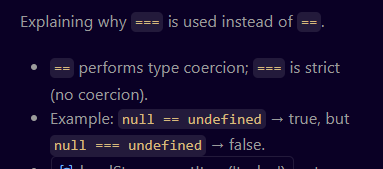 Explaining why === is used instead of ==.
• == performs type coercion; === is strict
(no coercion).
• Example: null == undefined → true, but
null === undefined → false.